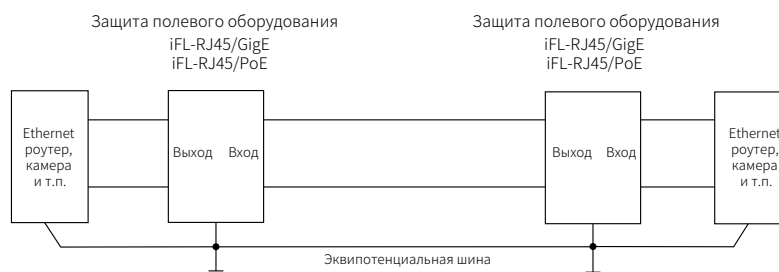 Защита полевого оборудования
iFL-RJ45/GigE
iFL-RJ45/PoE
Защита полевого оборудования
iFL-RJ45/GigE
iFL-RJ45/PoE
Ethernet
роутер,
камера
и т.п.
Выход Вход
Выход Вход
Ethernet
роутер,
камера
и т.п.
Эквипотенциальная шина